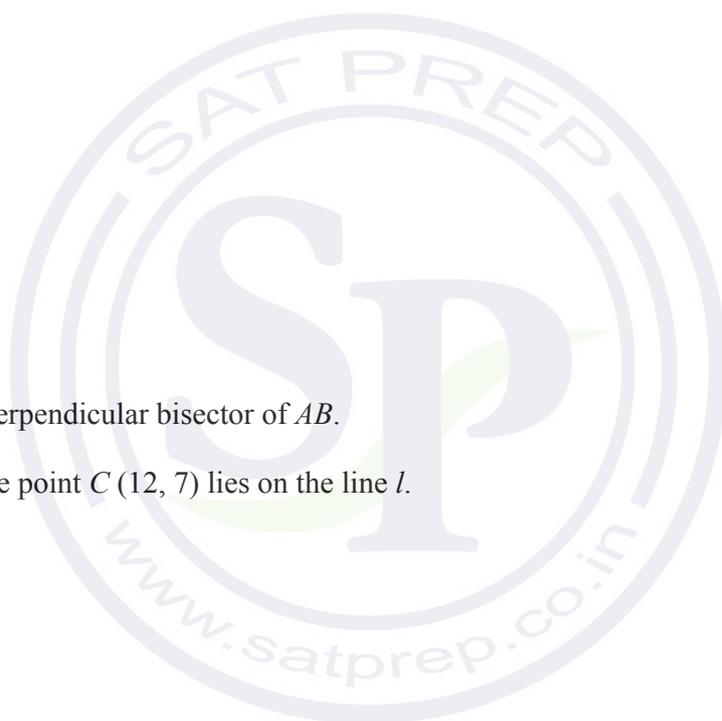 SAT PREP
SP
erpendicular bisector of AB.
e point C (12, 7) lies on the line l.
www.satprep.co.in